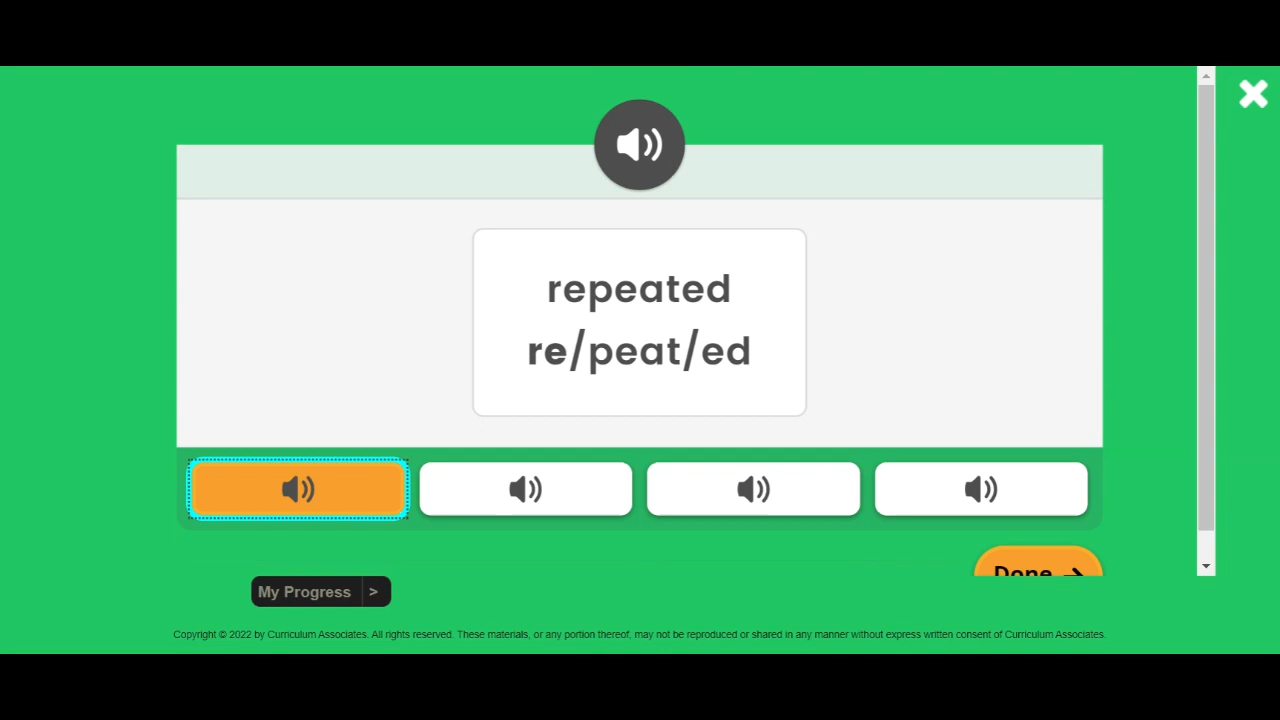 repeated
re/peat/ed
Done →
My Progress >
Copyright © 2022 by Curriculum Associates. All rights reserved. These materials, or any portion thereof, may not be reproduced or shared in any manner without express written consent of Curriculum Associates.